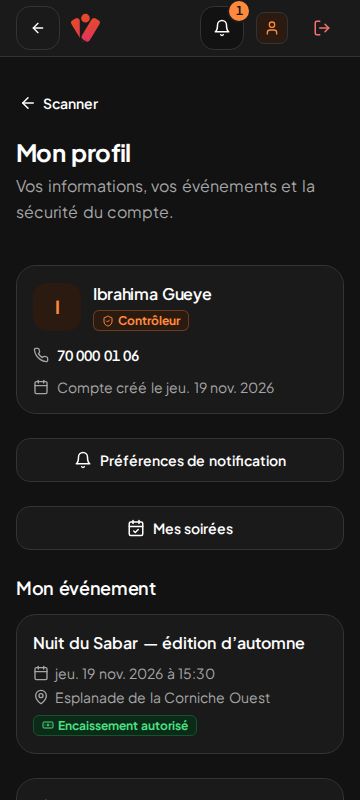 1
Scanner
Mon profil
Vos informations, vos événements et la
sécurité du compte.
I
Ibrahima Gueye
Contrôleur
70 000 01 06
Compte créé le jeu. 19 nov. 2026
Préférences de notification
Mes soirées
Mon événement
Nuit du Sabar — édition d’automne
jeu. 19 nov. 2026 à 15:30
Esplanade de la Corniche Ouest
Encaissement autorisé